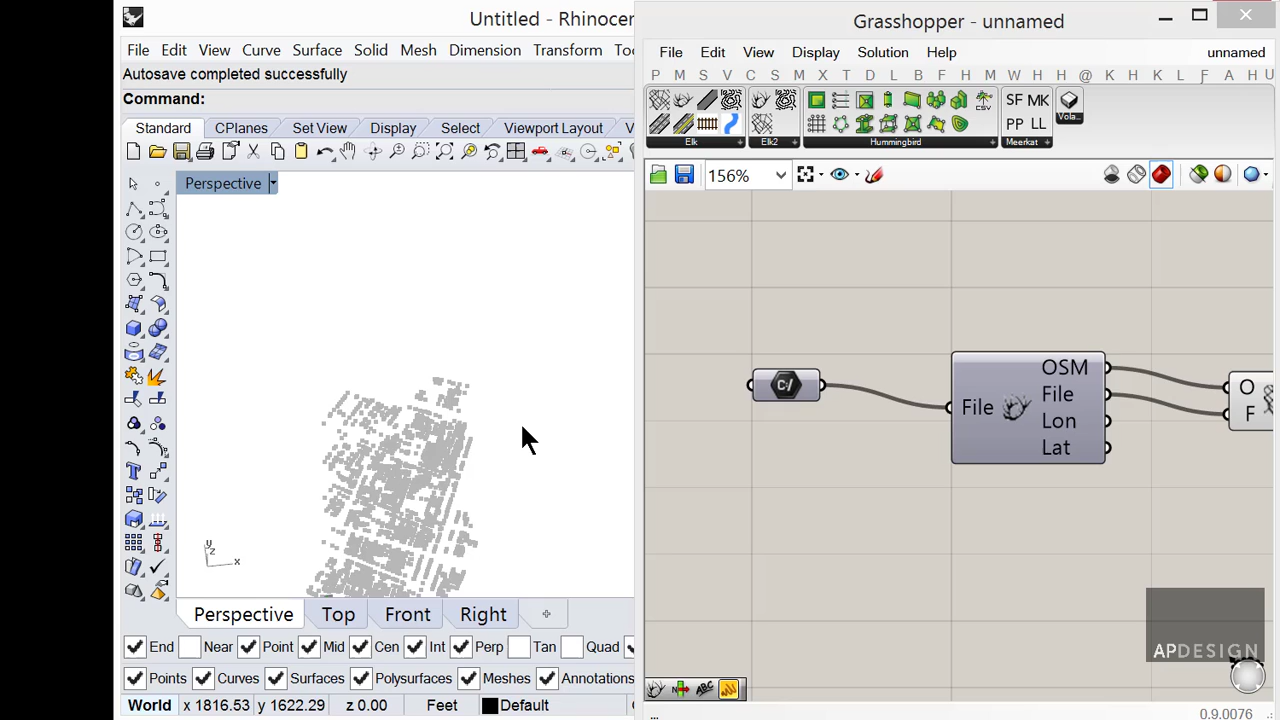 Untitled - Rhinocer
File Edit View Curve Surface Solid Mesh Dimension Transform Too
Autosave completed successfully
Command:
Standard CPlanes Set View Display Select Viewport Layout V
Perspective
y
z
x
Perspective Top Front Right
End Near Point Mid Cen Int Perp Tan Quad
Points Curves Surfaces Polysurfaces Meshes Annotations
World x 1816.53 y 1622.29 z 0.00 Feet Default
Grasshopper - unnamed
File Edit View Display Solution Help unnamed
P M S V C S M X T D L F H M W H H @ K H K L F A H U
CSV
SF MK
PP LL
Vola...
Elk Elk2 Hummingbird Meerkat
156%
C:/
File
OSM
File
Lon
Lat
O
F
ABC
APDESIGN
...
0.9.0076